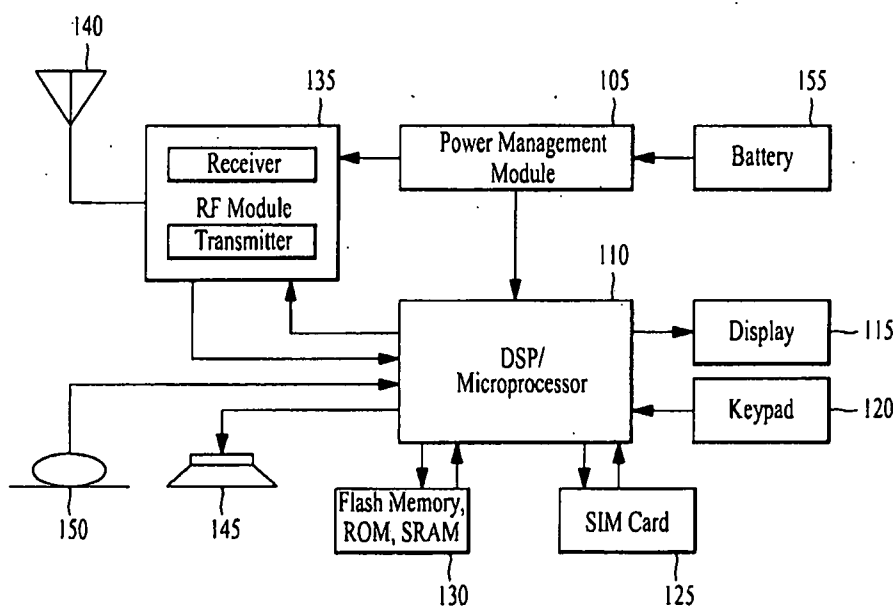 140
135
105
155
Receiver
RF Module
Transmitter
Power Management
Module
Battery
110
DSP/
Microprocessor
Display
115
Keypad
120
150
145
Flash Memory,
ROM, SRAM
130
SIM Card
125